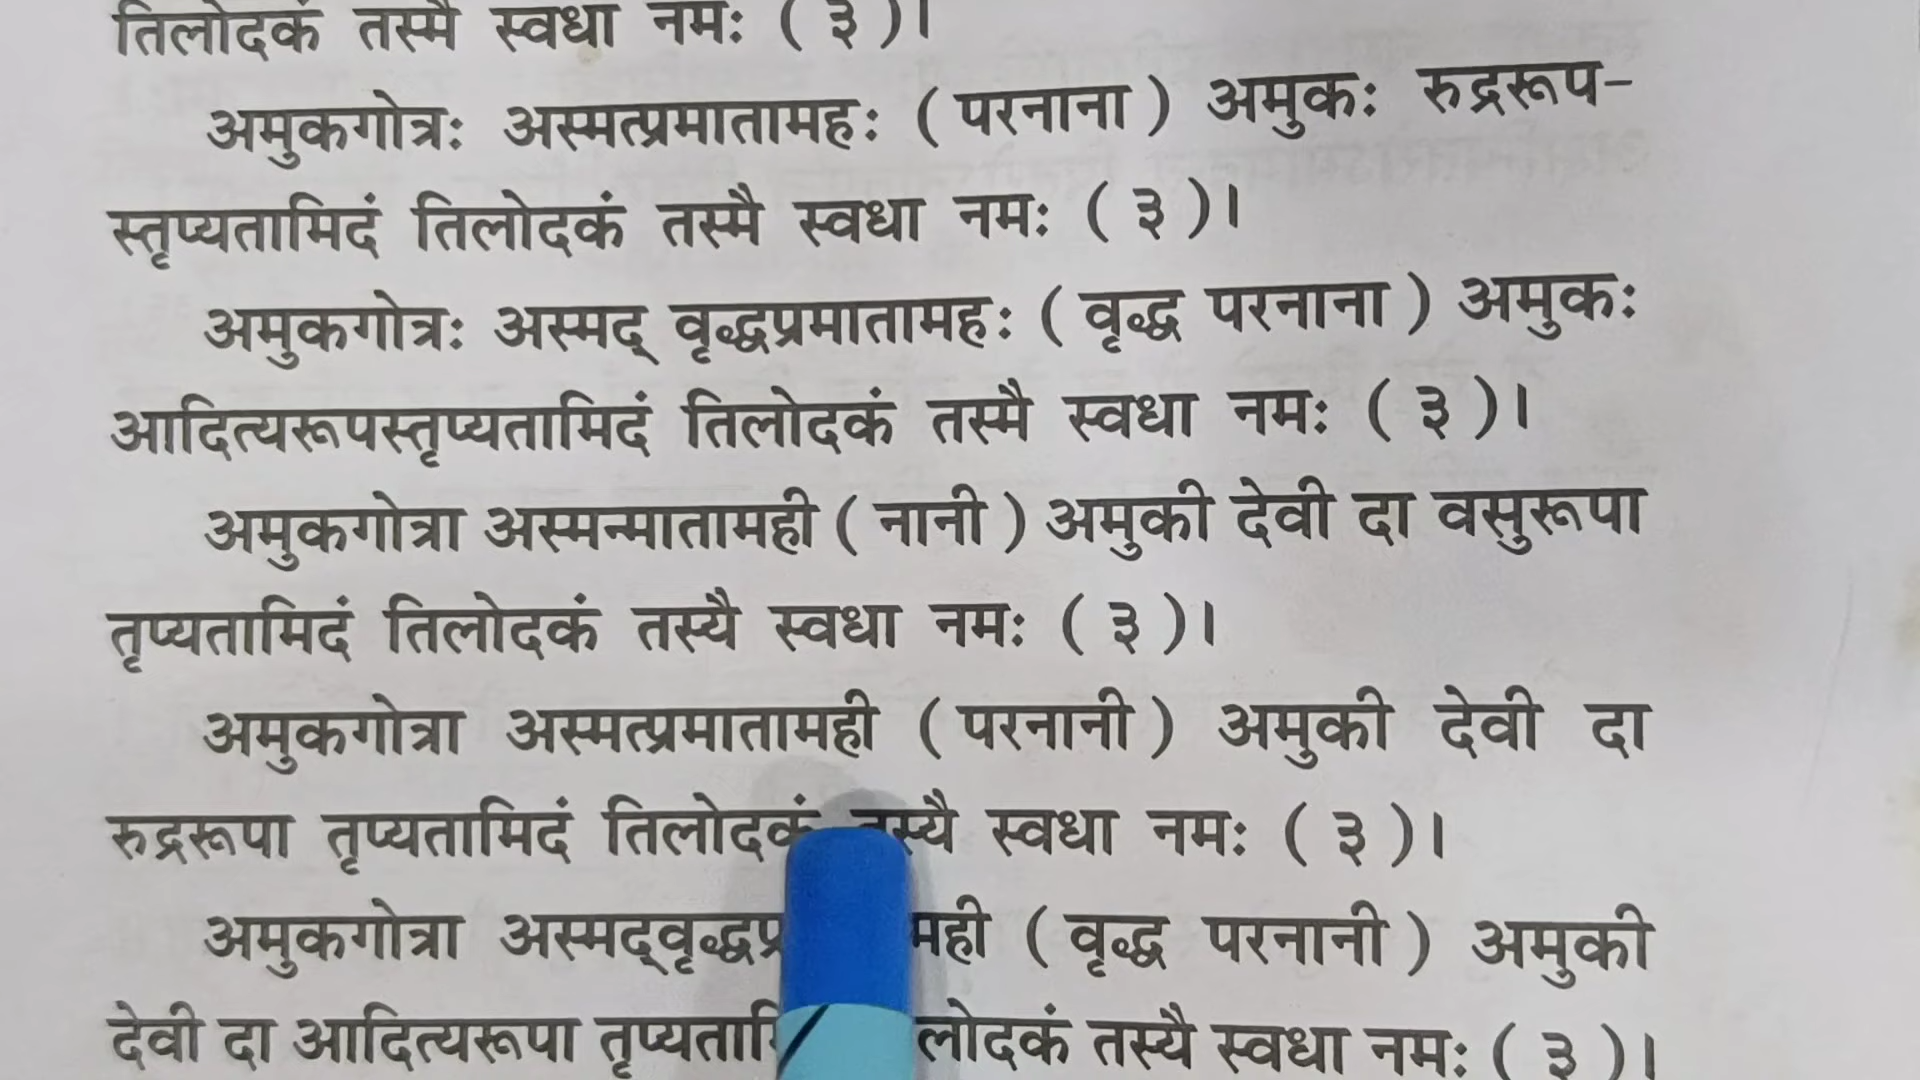 तिलोदकं तस्मै स्वधा नमः ( ३ )।
अमुकगोत्रः अस्मत्प्रमातामहः ( परनाना ) अमुकः रुद्ररूप-
स्तृप्यतामिदं तिलोदकं तस्मै स्वधा नमः ( ३ )।
अमुकगोत्रः अस्मद् वृद्धप्रमातामहः ( वृद्ध परनाना ) अमुकः
आदित्यरूपस्तृप्यतामिदं तिलोदकं तस्मै स्वधा नमः ( ३ )।
अमुकगोत्रा अस्मन्मातामही ( नानी ) अमुकी देवी दा वसुरूपा
तृप्यतामिदं तिलोदकं तस्यै स्वधा नमः ( ३ )।
अमुकगोत्रा अस्मत्प्रमातामही ( परनानी ) अमुकी देवी दा
रुद्ररूपा तृप्यतामिदं तिलोदकं तस्यै स्वधा नमः ( ३ )।
अमुकगोत्रा ( वृद्ध परनानी ) अमुकी
देवी दा आदित्यरूपा तस्यै स्वधा नमः ( ३ )।